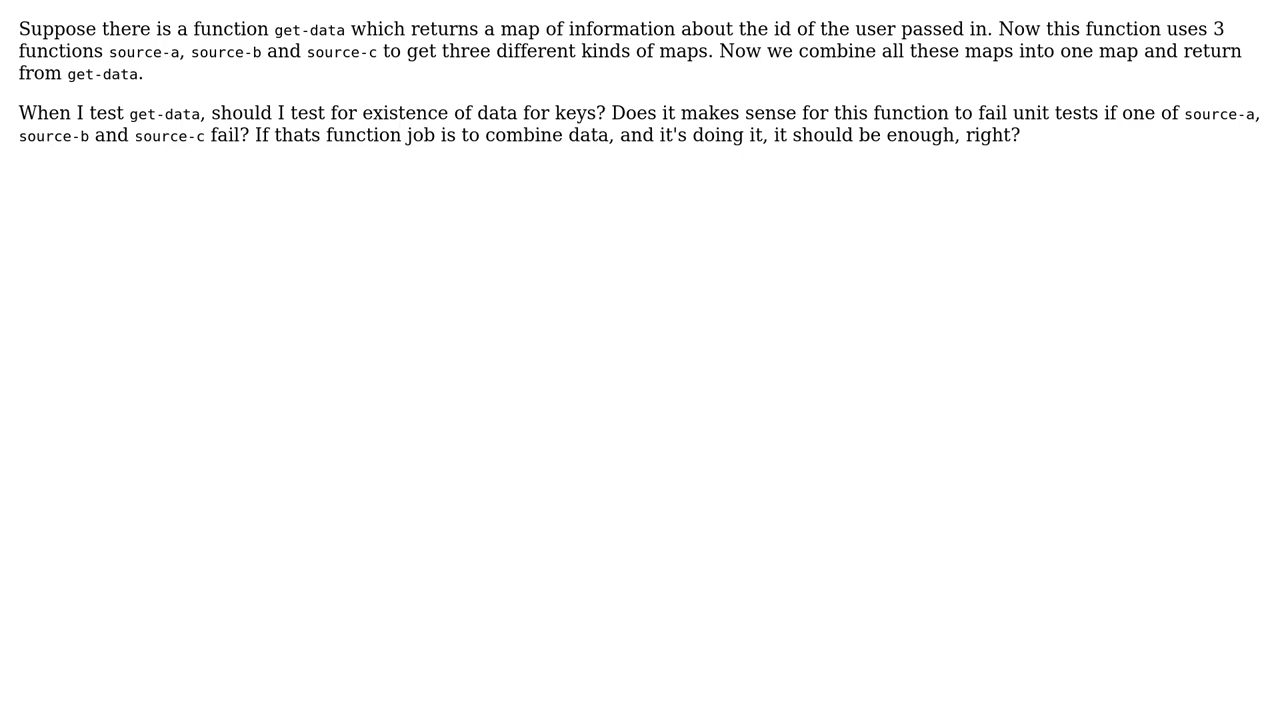 Suppose there is a function get-data which returns a map of information about the id of the user passed in. Now this function uses 3
functions source-a, source-b and source-c to get three different kinds of maps. Now we combine all these maps into one map and return
from get-data.
When I test get-data, should I test for existence of data for keys? Does it makes sense for this function to fail unit tests if one of source-a,
source-b and source-c fail? If thats function job is to combine data, and it's doing it, it should be enough, right?